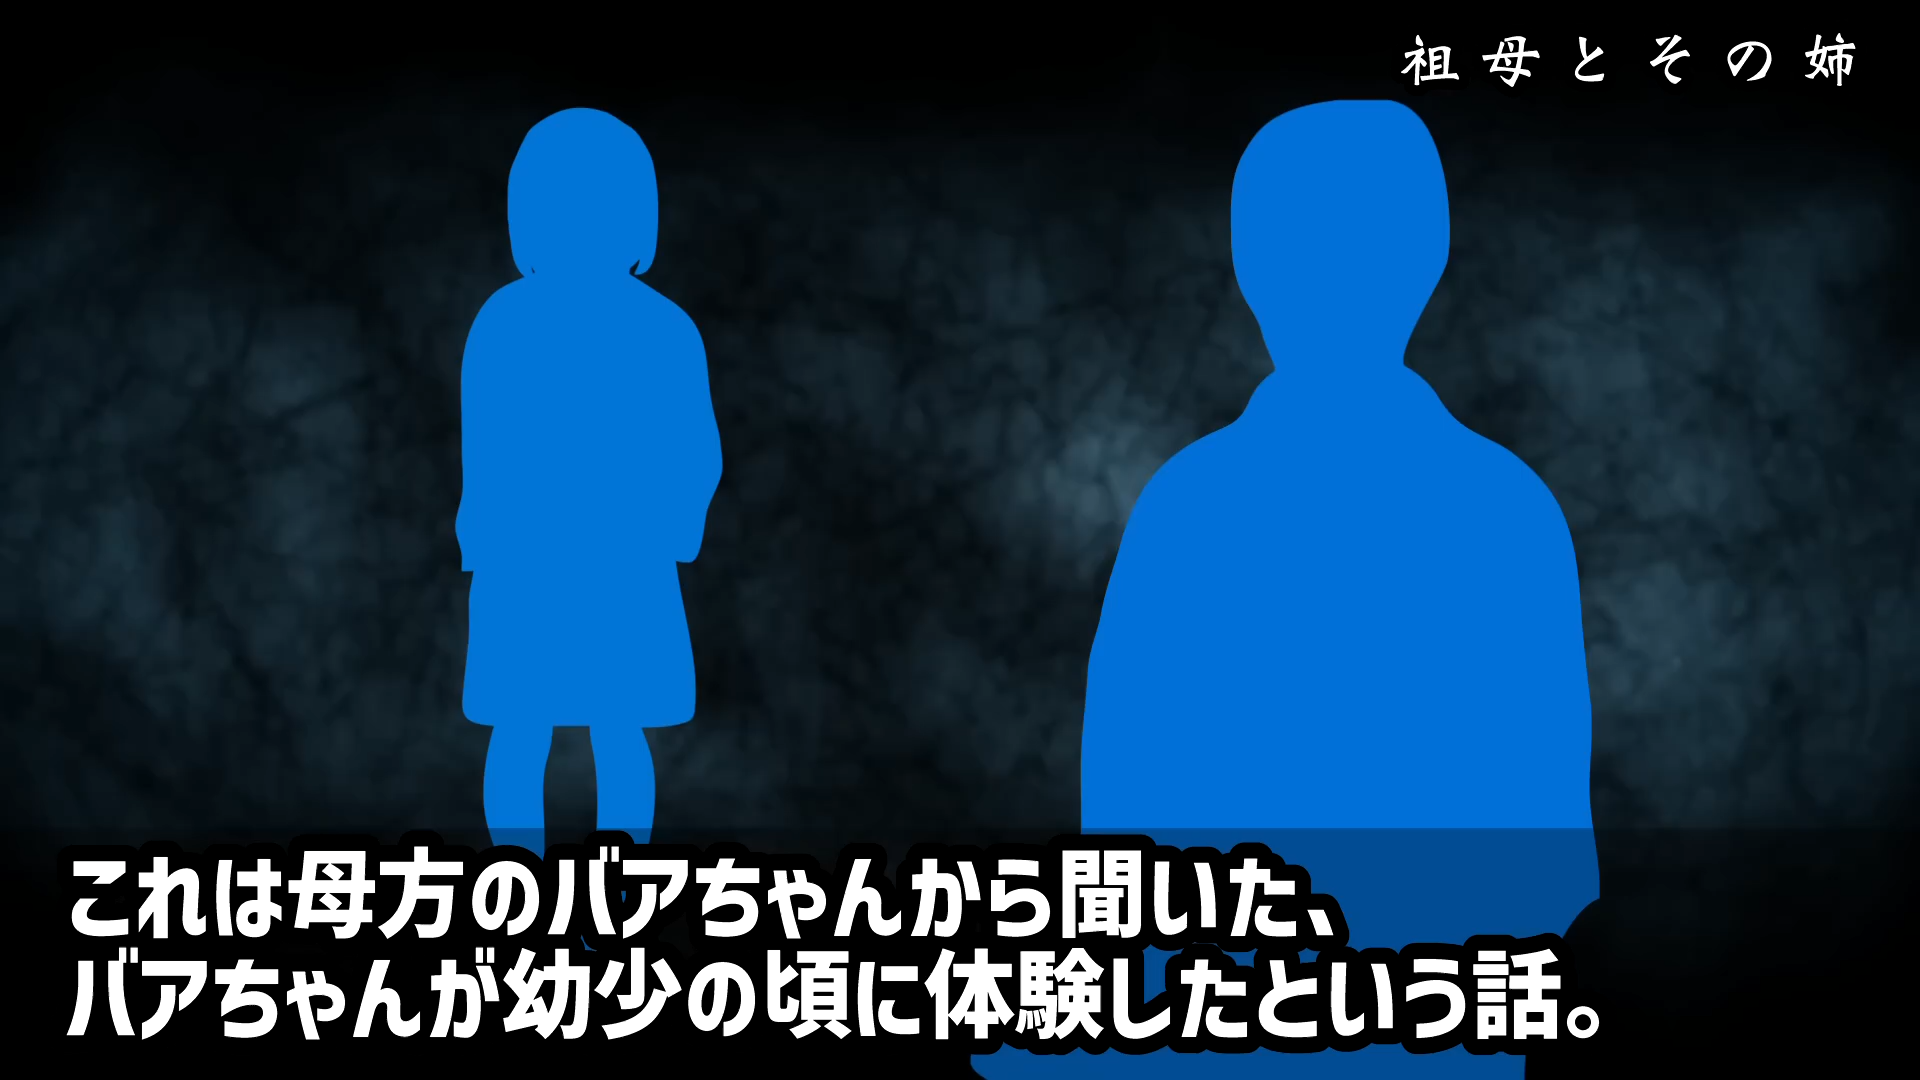 祖母とその姉
これは母方のバアちゃんから聞いた、
バアちゃんが幼少の頃に体験したという話。